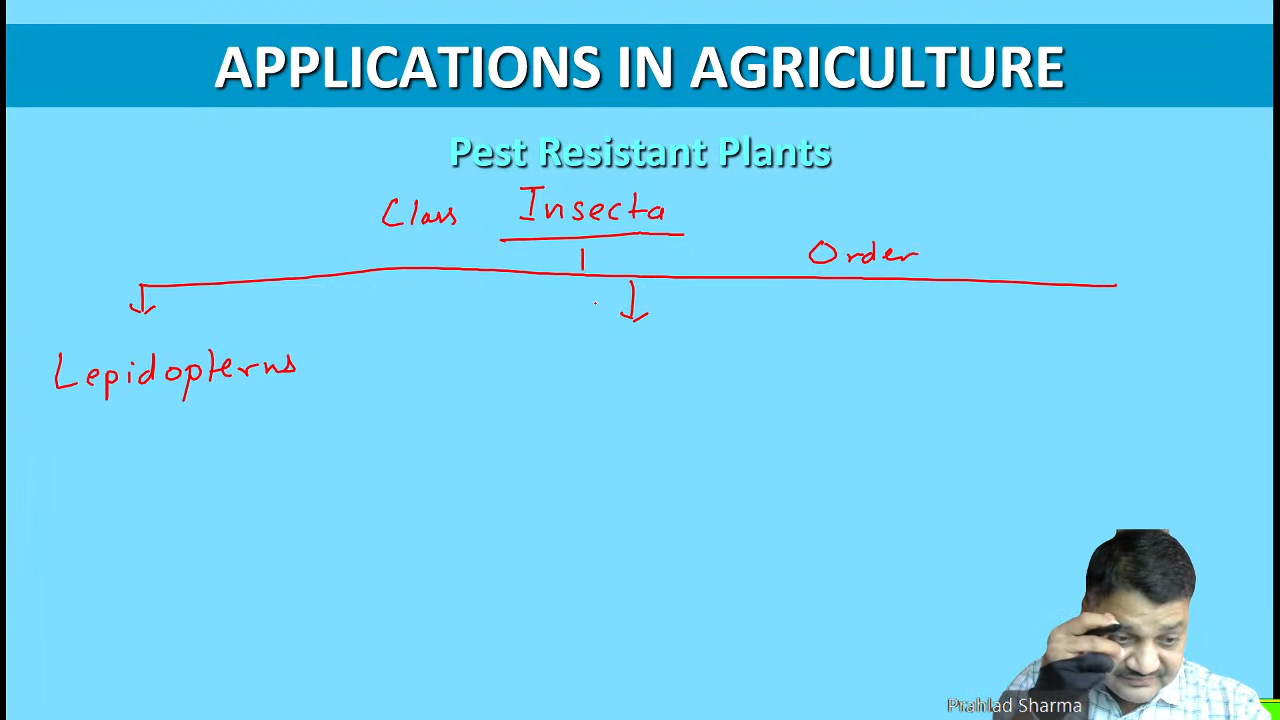 APPLICATIONS IN AGRICULTURE
Pest Resistant Plants
Class Insecta
Order
Lepidopterns
Prahlad Sharma